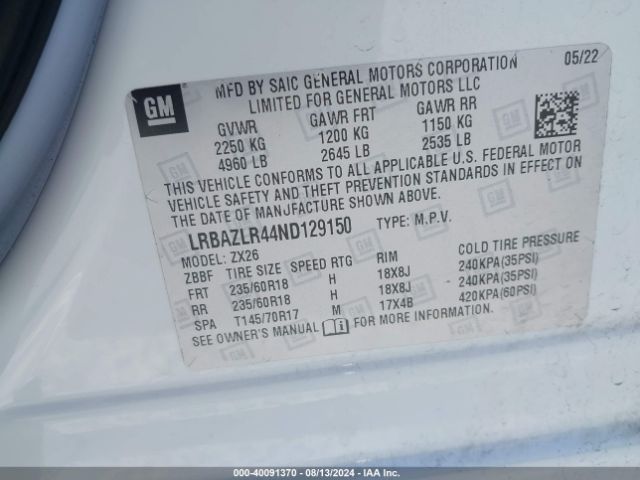 05/22
MFD BY SAIC GENERAL MOTORS CORPORATION
LIMITED FOR GENERAL MOTORS LLC
GM
GVWR GAWR FRT GAWR RR
2250 KG 1200 KG 1150 KG
4960 LB 2645 LB 2535 LB
THIS VEHICLE CONFORMS TO ALL APPLICABLE U.S. FEDERAL MOTOR
VEHICLE SAFETY AND THEFT PREVENTION STANDARDS IN EFFECT ON
THE DATE OF MANUFACTURE SHOWN ABOVE.
LRBAZLR44ND129150 TYPE: M.P.V.
MODEL: ZX26
ZBBF TIRE SIZE SPEED RTG RIM COLD TIRE PRESSURE
FRT 235/60R18 H 18X8J 240KPA(35PSI)
RR 235/60R18 H 18X8J 240KPA(35PSI)
SPA T145/70R17 M 17X4B 420KPA(60PSI)
SEE OWNER'S MANUAL FOR MORE INFORMATION.
000-40091370 - 08/13/2024 - IAA Inc.